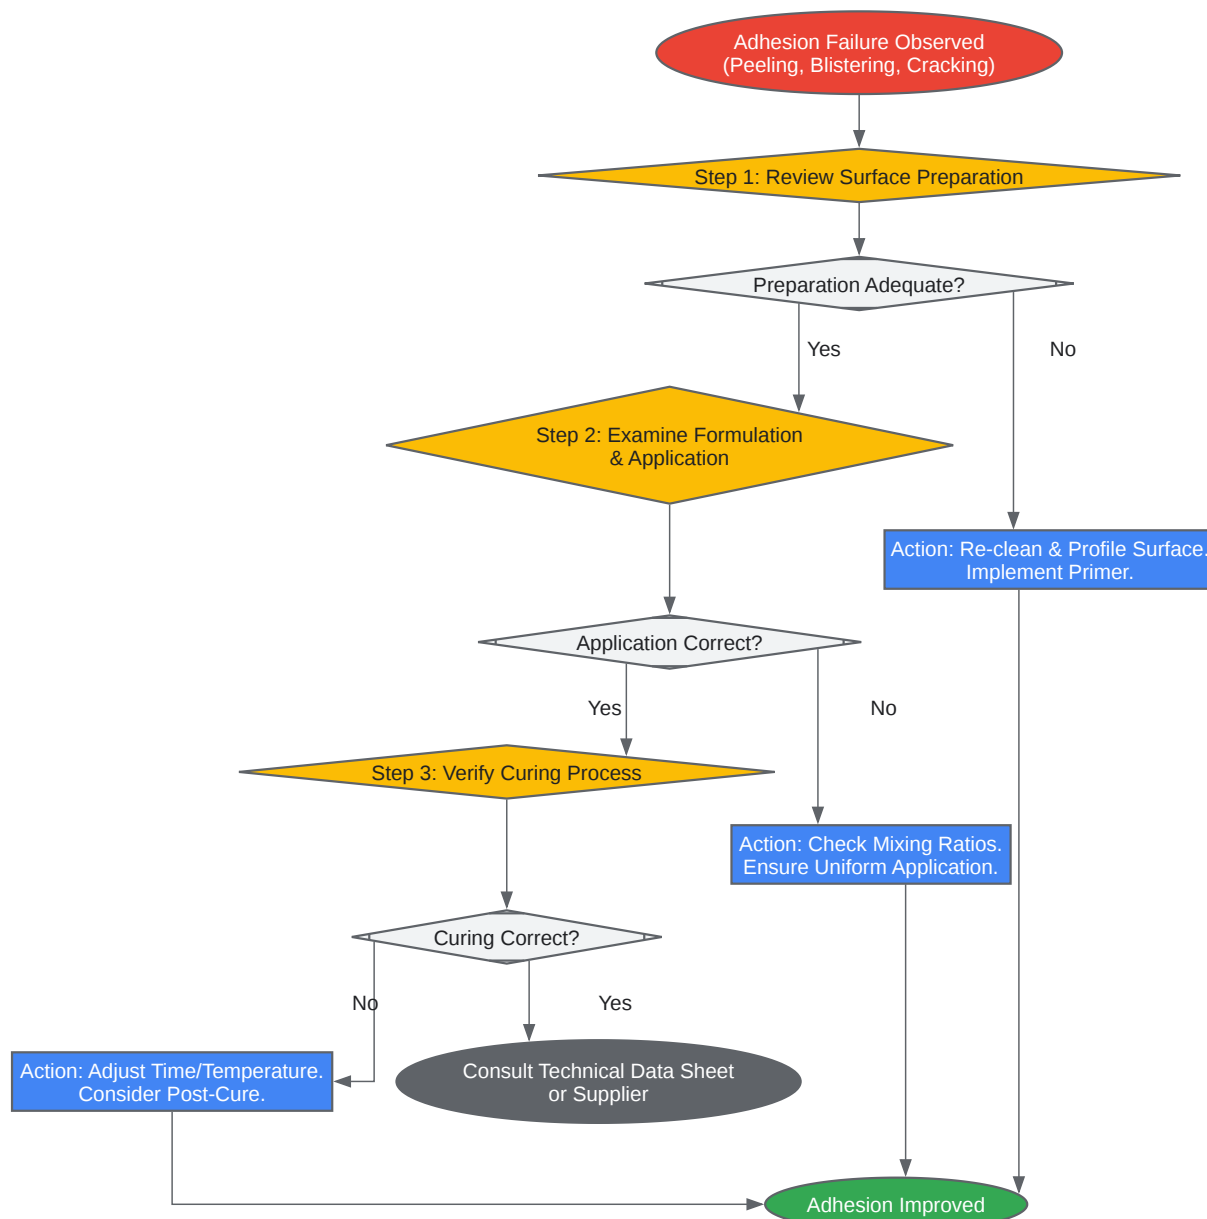 Adhesion Failure Observed
(Peeling, Blistering, Cracking)
Step 1: Review Surface Preparation
Preparation Adequate?
Yes
No
Step 2: Examine Formulation
& Application
Action: Re-clean & Profile Surface.
Implement Primer.
Application Correct?
Yes
No
Step 3: Verify Curing Process
Action: Check Mixing Ratios.
Ensure Uniform Application.
Curing Correct?
No
Yes
Action: Adjust Time/Temperature.
Consider Post-Cure.
Consult Technical Data Sheet
or Supplier
Adhesion Improved